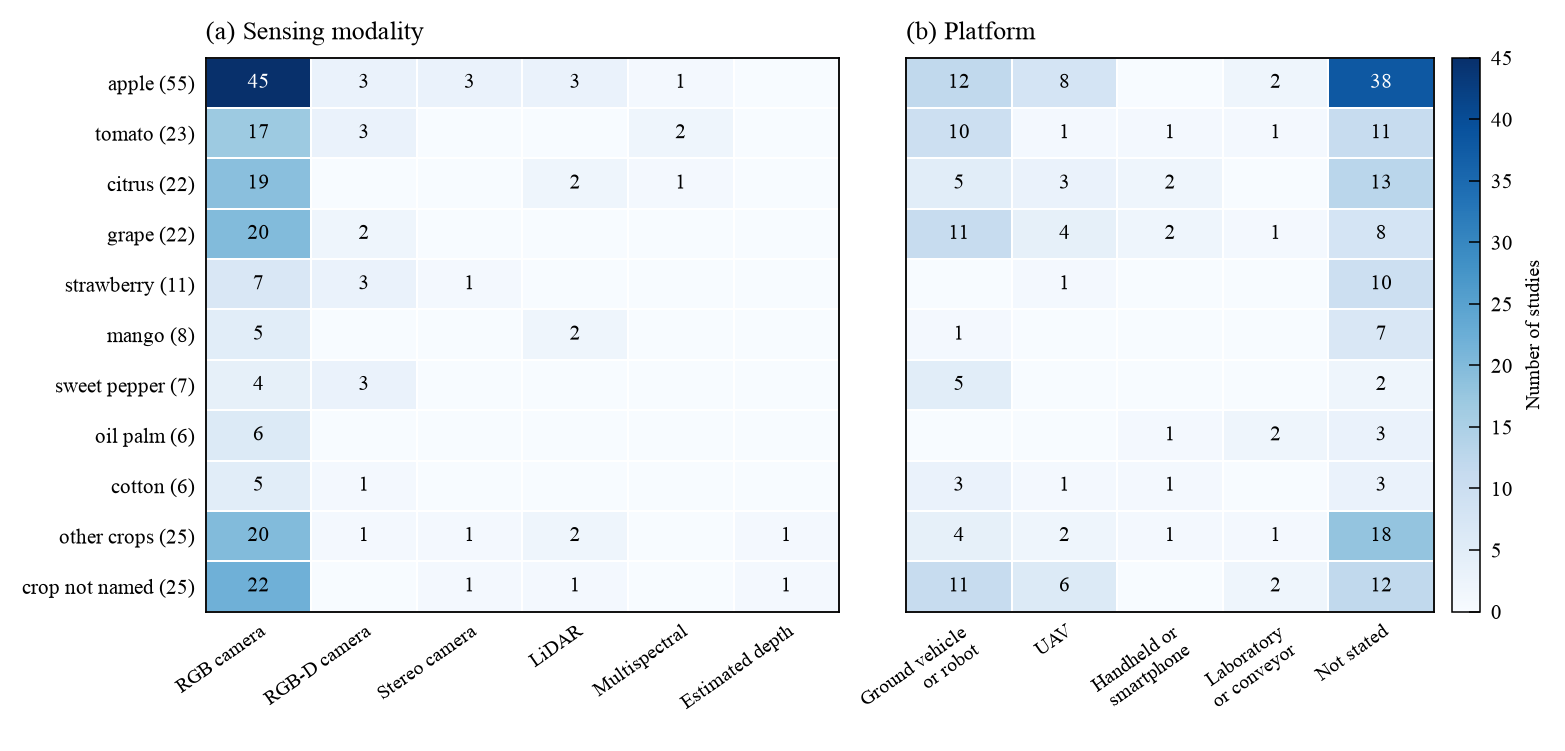 (a) Sensing modality
(b) Platform
apple (55) 45 3 3 3 1 12 8 2 38
tomato (23) 17 3 2 10 1 1 1 11
citrus (22) 19 2 1 5 3 2 13
grape (22) 20 2 11 4 2 1 8
strawberry (11) 7 3 1 1 10
mango (8) 5 2 1 7
sweet pepper (7) 4 3 5 2
oil palm (6) 6 1 2 3
cotton (6) 5 1 3 1 1 3
other crops (25) 20 1 1 2 1 4 2 1 1 18
crop not named (25) 22 1 1 1 11 6 2 12
RGB camera
RGB-D camera
Stereo camera
LiDAR
Multispectral
Estimated depth
Ground vehicle
or robot
UAV
Handheld or
smartphone
Laboratory
or conveyor
Not stated
45
40
35
30
25
20
15
10
5
0
Number of studies